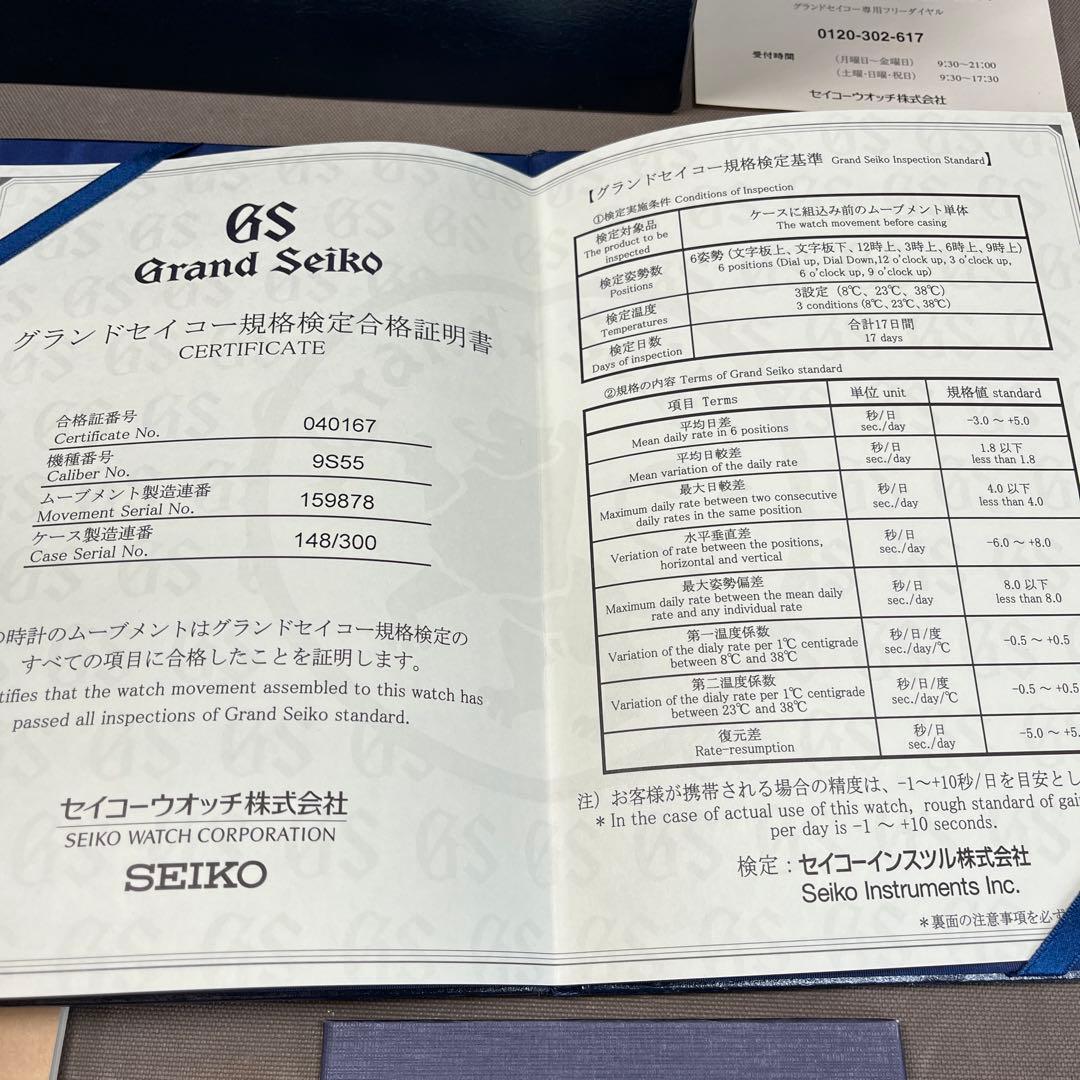 グランドセイコー専用フリーダイヤル
0120-302-617
受付時間 (月曜日～金曜日) 9:30～21:00
(土曜・日曜・祝日) 9:30～17:30
セイコーウオッチ株式会社
GS
Grand Seiko
グランドセイコー規格検定合格証明書
CERTIFICATE
合格証番号
Certificate No. 040167
機種番号
Caliber No. 9S55
ムーブメント製造連番
Movement Serial No. 159878
ケース製造連番
Case Serial No. 148/300
の時計のムーブメントはグランドセイコー規格検定の
すべての項目に合格したことを証明します。
tifies that the watch movement assembled to this watch has
passed all inspections of Grand Seiko standard.
セイコーウオッチ株式会社
SEIKO WATCH CORPORATION
SEIKO
【グランドセイコー規格検定基準 Grand Seiko Inspection Standard】
①検定実施条件 Conditions of Inspection
検定対象品
The product to be
inspected
ケースに組込み前のムーブメント単体
The watch movement before casing
検定姿勢数
Positions
6姿勢 (文字板上、文字板下、12時上、3時上、6時上、9時上)
6 positions (Dial up, Dial Down,12 o'clock up, 3 o'clock up,
6 o'clock up, 9 o'clock up)
検定温度
Temperatures
3設定 (8℃、23℃、38℃)
3 conditions (8℃、23℃、38℃)
検定日数
Days of inspection
合計17日間
17 days
②規格の内容 Terms of Grand Seiko standard
項目 Terms 単位 unit 規格値 standard
平均日差
Mean daily rate in 6 positions
秒/日
sec./day
-3.0 ～ +5.0
平均日較差
Mean variation of the daily rate
秒/日
sec./day
1.8 以下
less than 1.8
最大日較差
Maximum daily rate between two consecutive
daily rates in the same position
秒/日
sec./day
4.0 以下
less than 4.0
水平垂直差
Veriation of rate between the positions,
horizontal and vertical
秒/日
sec./day
-6.0 ～ +8.0
最大姿勢偏差
Maximum daily rate between the mean daily
rate and any individual rate
秒/日
sec./day
8.0 以下
less than 8.0
第一温度係数
Variation of the dialy rate per 1℃ centigrade
between 8℃ and 38℃
秒/日/度
sec./day/℃
-0.5 ～ +0.5
第二温度係数
Variation of the dialy rate per 1℃ centigrade
between 23℃ and 38℃
秒/日/度
sec./day/℃
-0.5 ～ +0.5
復元差
Rate-resumption
秒/日
sec./day
-5.0 ～ +5.
注) お客様が携帯される場合の精度は、-1～+10秒/日を目安とし
* In the case of actual use of this watch, rough standard of gai
per day is -1 ～ +10 seconds.
検定：セイコーインスツル株式会社
Seiko Instruments Inc.
*裏面の注意事項を必ず